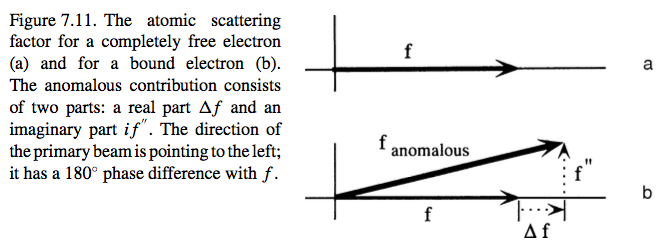 Figure 7.11. The atomic scattering
factor for a completely free electron
(a) and for a bound electron (b).
The anomalous contribution consists
of two parts: a real part Δf and an
imaginary part if″. The direction of
the primary beam is pointing to the left;
it has a 180° phase difference with f.
f
a
f anomalous
f"
b
f
Δ f